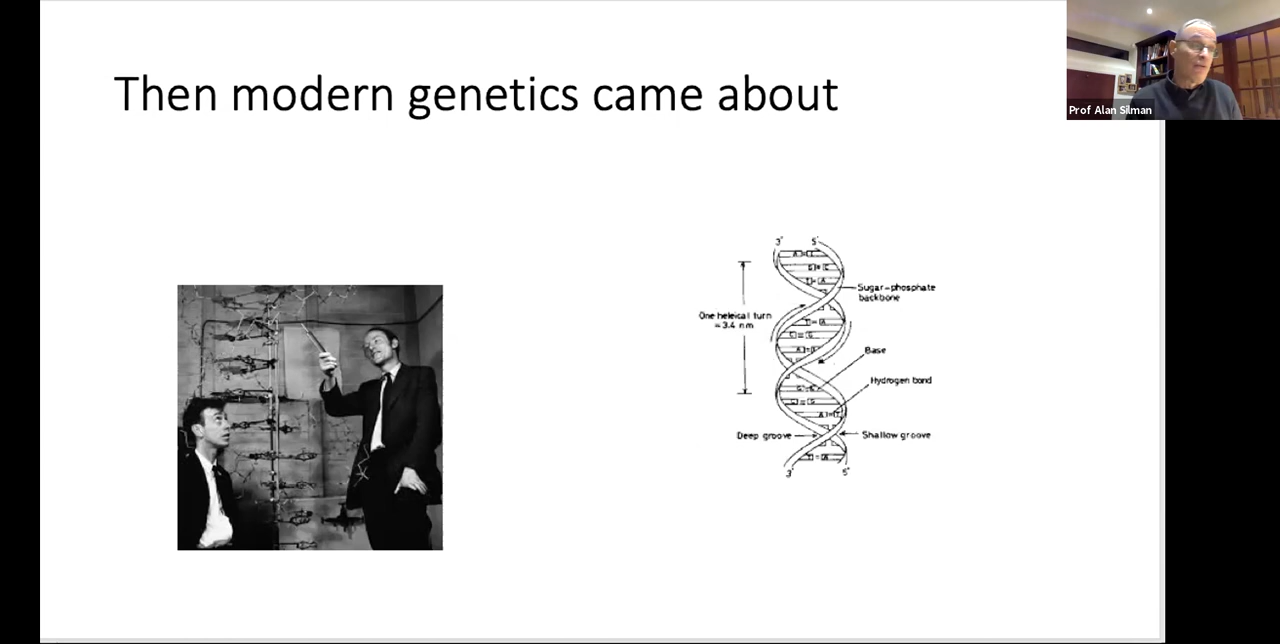 Then modern genetics came about
Prof Alan Silman
3' 5'
Sugar-phosphate
backbone
One heleical turn
= 3.4 nm
Base
Hydrogen bond
Deep groove
Shallow groove
3' 5'